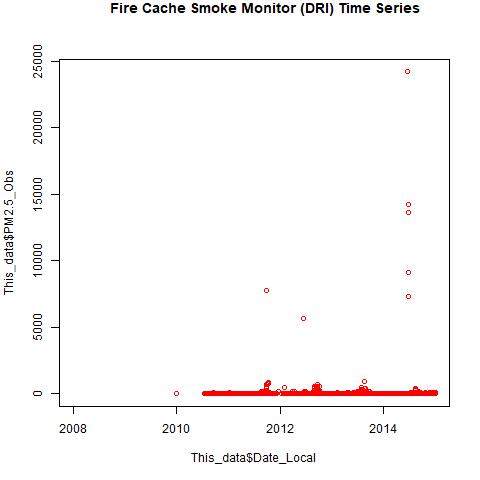 Fire Cache Smoke Monitor (DRI) Time Series
25000
20000
15000
10000
5000
0
This_data$PM2.5_Obs
2008 2010 2012 2014
This_data$Date_Local